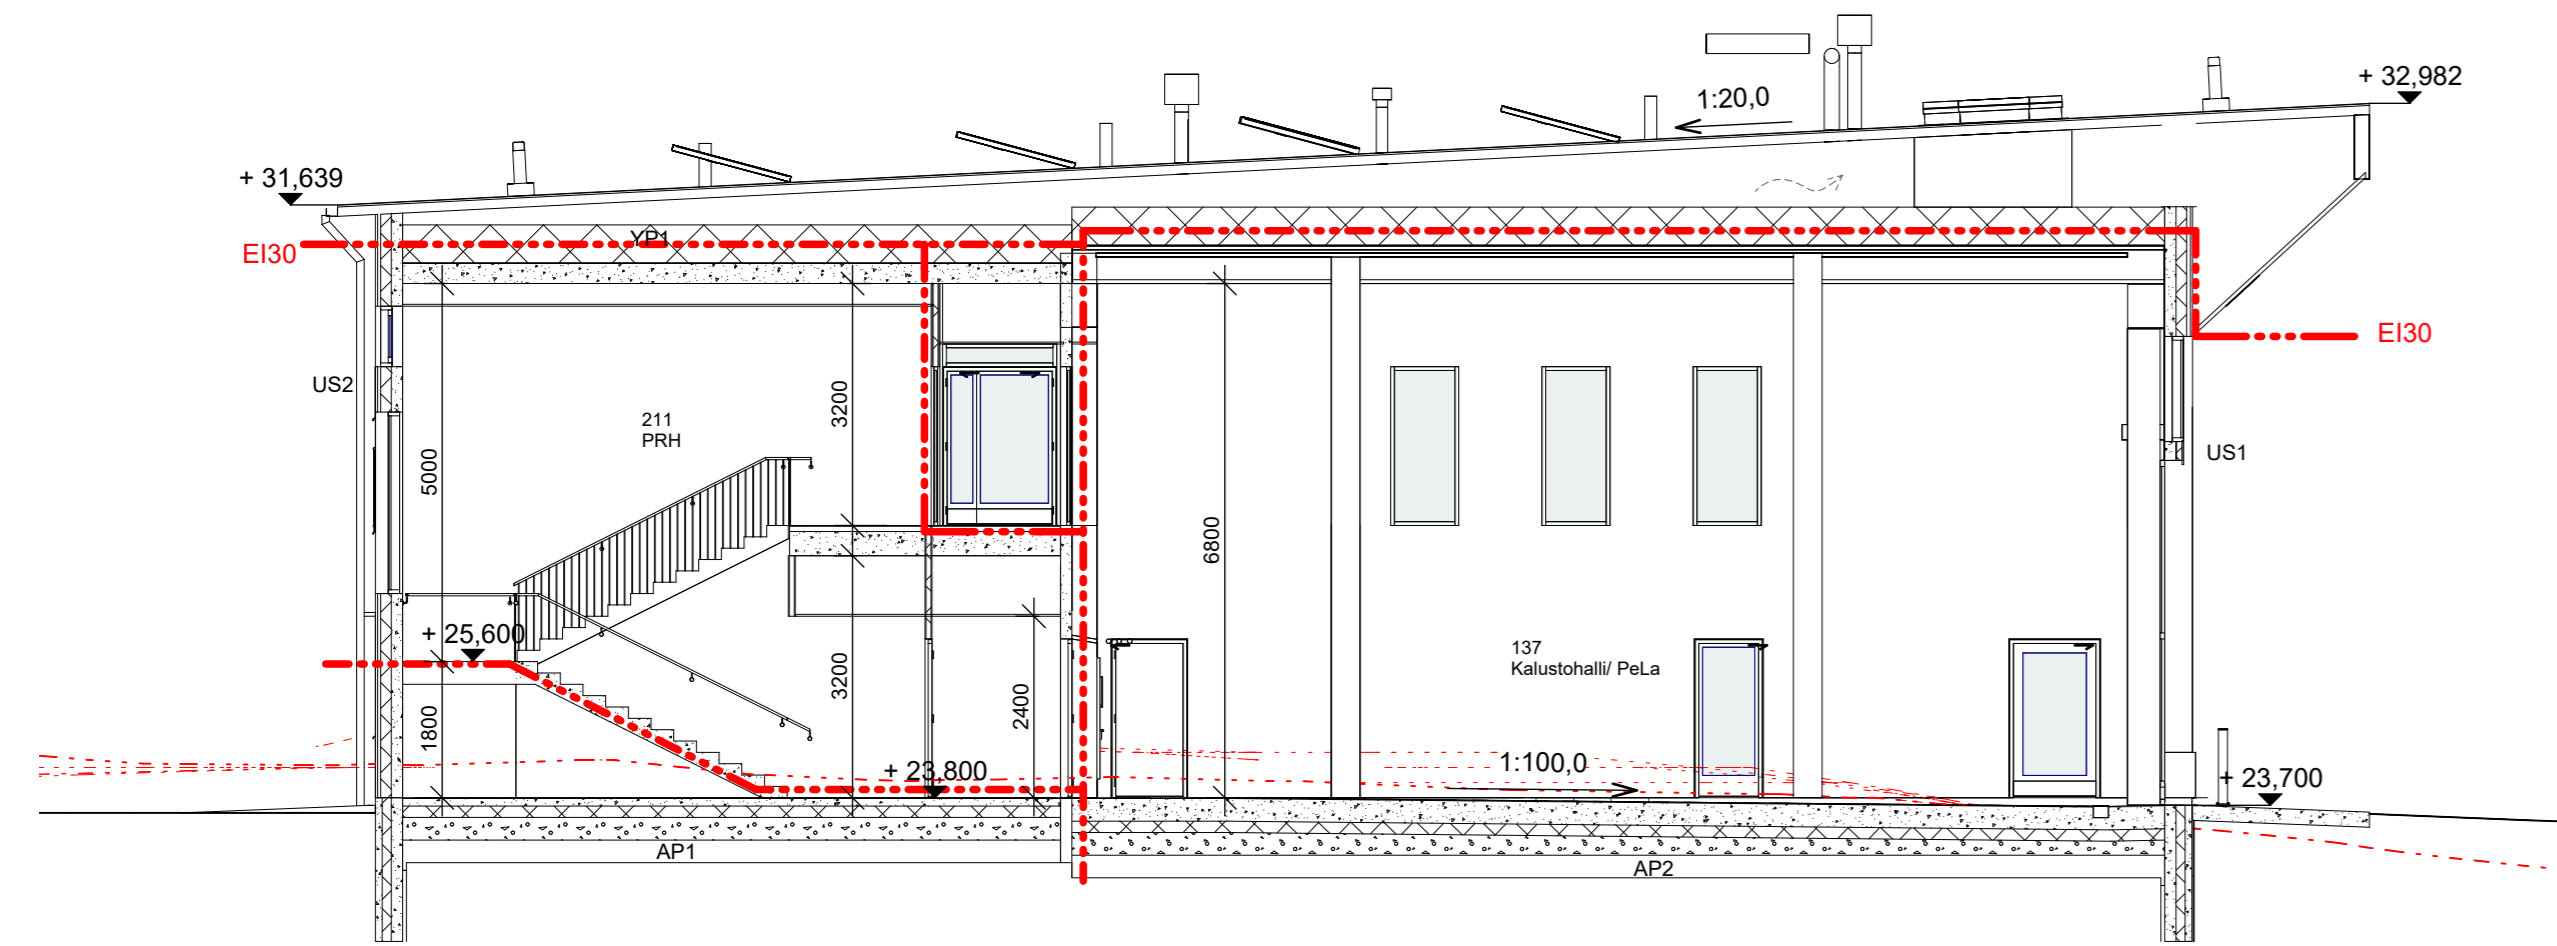 1:20,0
+ 32,982
+ 31,639
EI30
YP1
EI30
US2
211
PRH
3200
5000
6800
US1
+ 25,600
137
Kalustohalli/ PeLa
1800
3200
2400
+ 23,800
1:100,0
+ 23,700
AP1
AP2